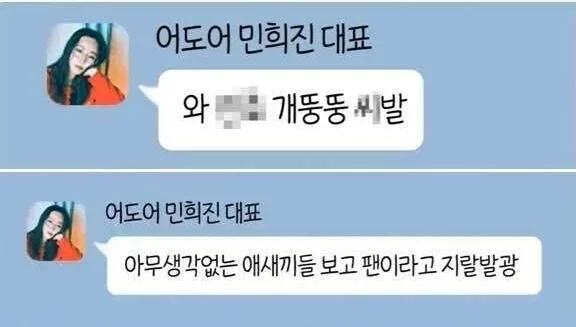 어도어 민희진 대표
와 개뚱뚱 발
어도어 민희진 대표
아무생각없는 애새끼들 보고 팬이라고 지랄발광